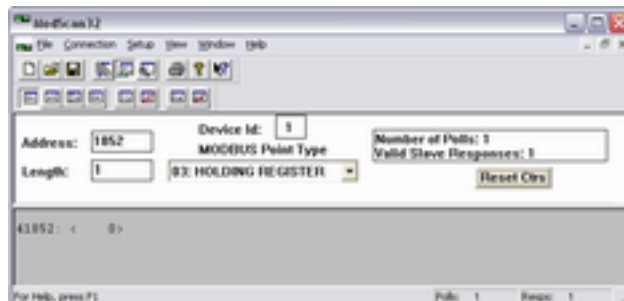 ModScan32
File Connection Setup View Window Help
Address: 1852
Device Id: 1
MODBUS Point Type
Length: 1
03: HOLDING REGISTER
Number of Polls: 1
Valid Slave Responses: 1
Reset Ctrs
41852: < 0>
For Help, press F1
Polls: 1
Resps: 1